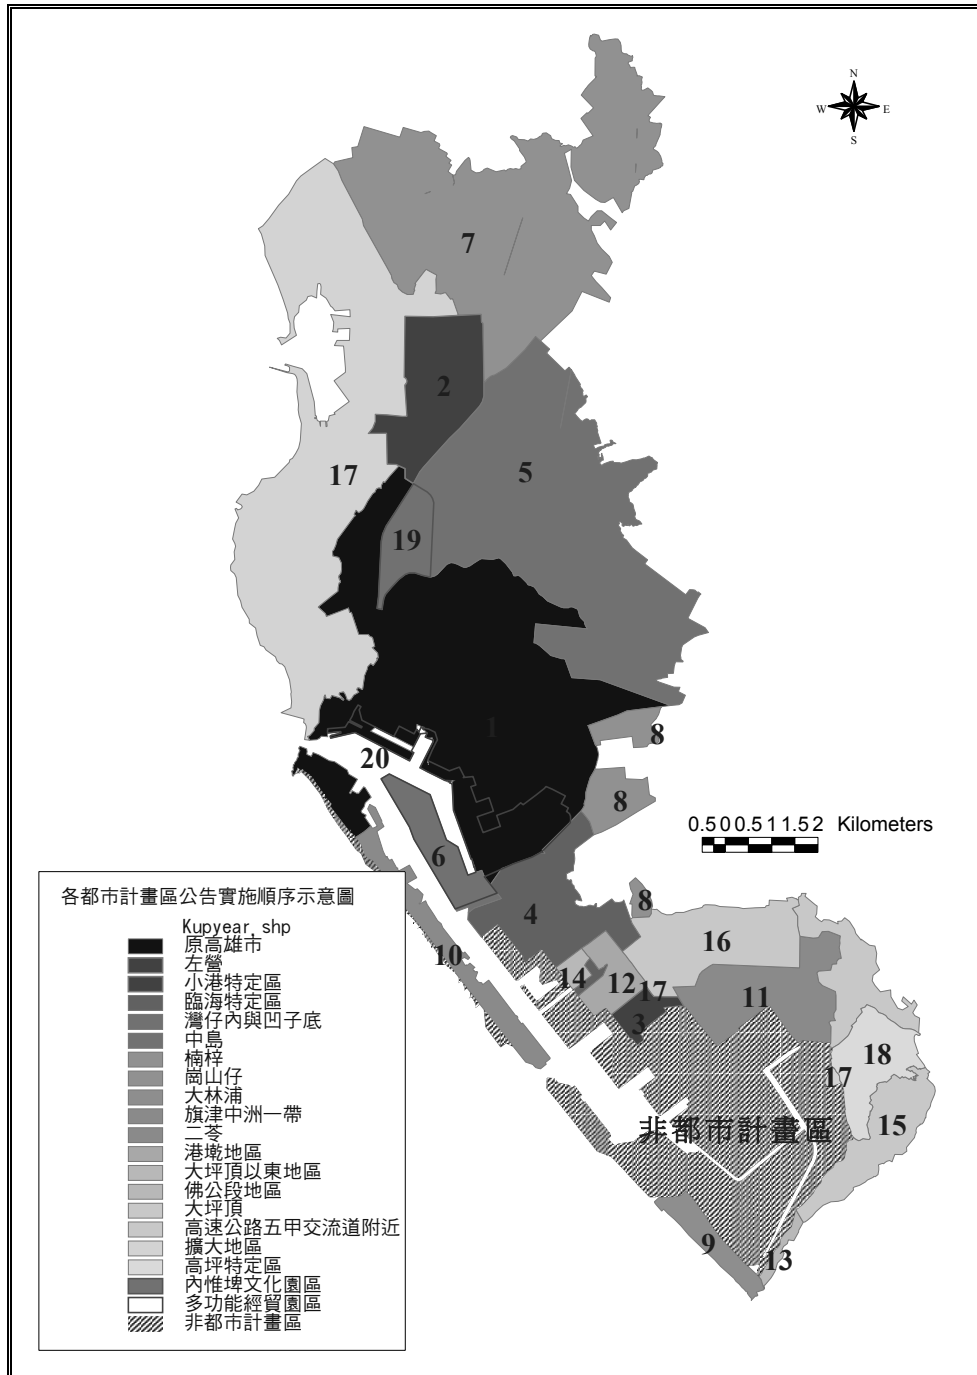 N
W E
S
7
2
17
5
19
1
8
20
8
0.5 0 0.5 1 1.5 2 Kilometers
6
8
4
16
10
14
12
17
11
3
18
17
15
非都市計畫區
9
13
各都市計畫區公告實施順序示意圖
Kupyear.shp
原高雄市
左營
小港特定區
臨海特定區
灣仔內與凹子底
中島
楠梓
崗山仔
大林浦
旗津中洲一帶
二苓
港墘地區
大坪頂以東地區
佛公段地區
大坪頂
高速公路五甲交流道附近
擴大地區
高坪特定區
內惟埤文化園區
多功能經貿園區
非都市計畫區